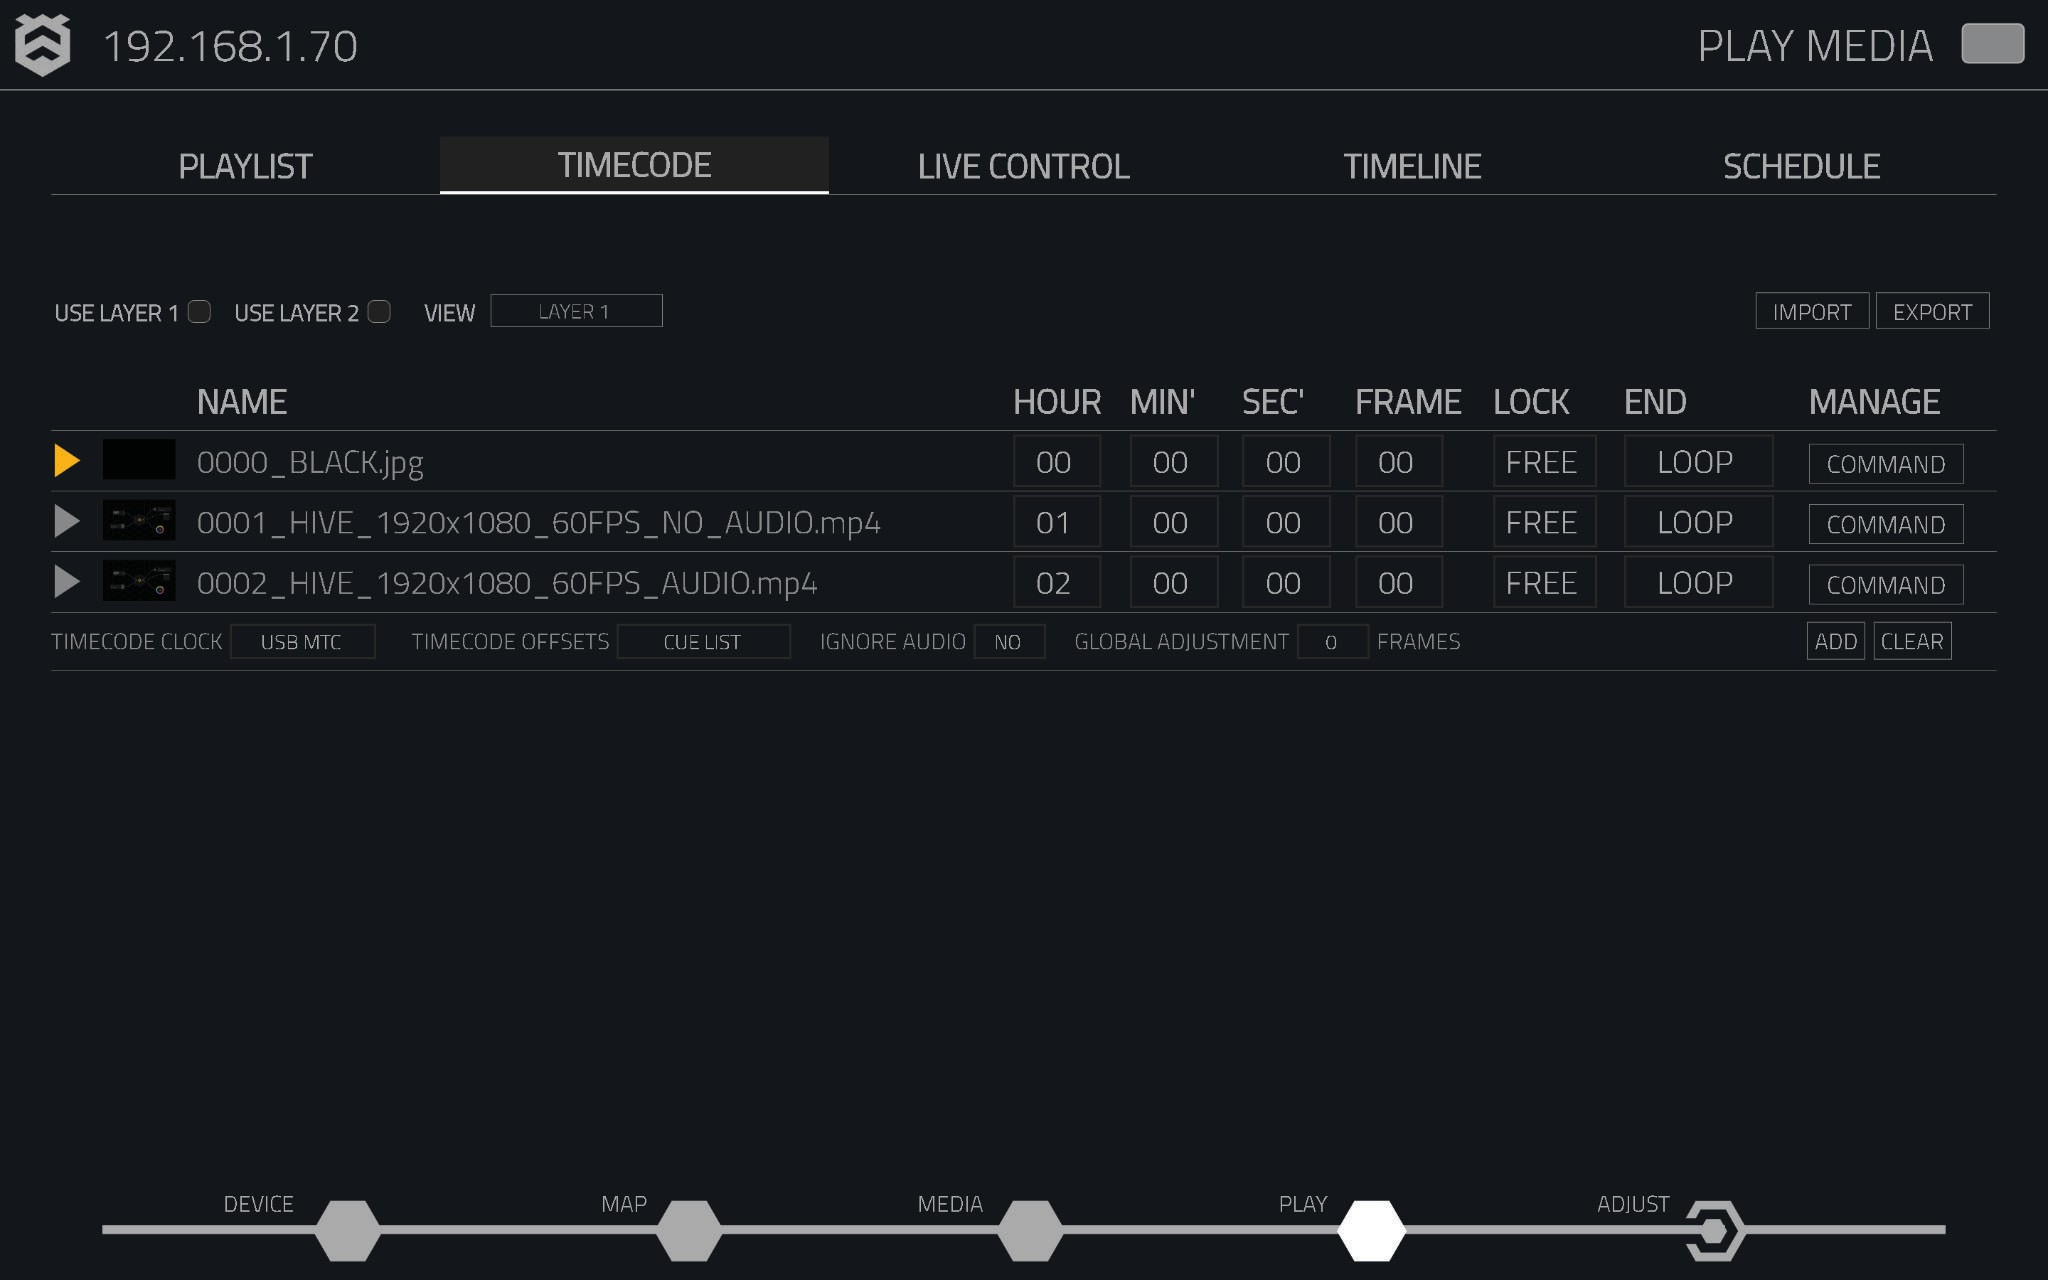 192.168.1.70 PLAY MEDIA
PLAYLIST TIMECODE LIVE CONTROL TIMELINE SCHEDULE
USE LAYER 1 USE LAYER 2 VIEW LAYER 1 IMPORT EXPORT
NAME HOUR MIN' SEC' FRAME LOCK END MANAGE
0000_BLACK.jpg 00 00 00 00 FREE LOOP COMMAND
0001_HIVE_1920x1080_60FPS_NO_AUDIO.mp4 01 00 00 00 FREE LOOP COMMAND
0002_HIVE_1920x1080_60FPS_AUDIO.mp4 02 00 00 00 FREE LOOP COMMAND
TIMECODE CLOCK USB MTC TIMECODE OFFSETS CUE LIST IGNORE AUDIO NO GLOBAL ADJUSTMENT 0 FRAMES ADD CLEAR
DEVICE MAP MEDIA PLAY ADJUST